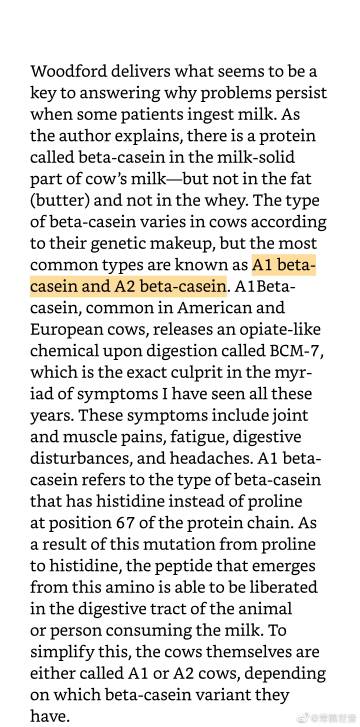 Woodford delivers what seems to be a
key to answering why problems persist
when some patients ingest milk. As
the author explains, there is a protein
called beta-casein in the milk-solid
part of cow’s milk—but not in the fat
(butter) and not in the whey. The type
of beta-casein varies in cows according
to their genetic makeup, but the most
common types are known as A1 beta-
casein and A2 beta-casein. A1Beta-
casein, common in American and
European cows, releases an opiate-like
chemical upon digestion called BCM-7,
which is the exact culprit in the myr-
iad of symptoms I have seen all these
years. These symptoms include joint
and muscle pains, fatigue, digestive
disturbances, and headaches. A1 beta-
casein refers to the type of beta-casein
that has histidine instead of proline
at position 67 of the protein chain. As
a result of this mutation from proline
to histidine, the peptide that emerges
from this amino is able to be liberated
in the digestive tract of the animal
or person consuming the milk. To
simplify this, the cows themselves are
either called A1 or A2 cows, depending
on which beta-casein variant they
have.